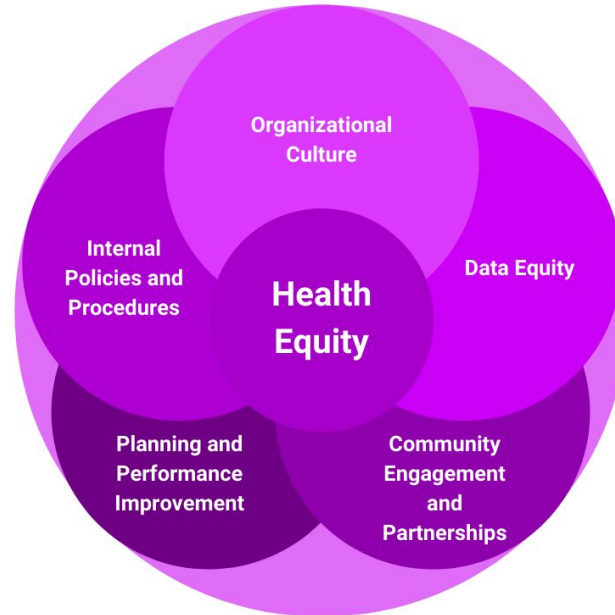 Organizational
Culture
Internal
Policies and
Procedures
Data Equity
Health
Equity
Planning and
Performance
Improvement
Community
Engagement
and
Partnerships